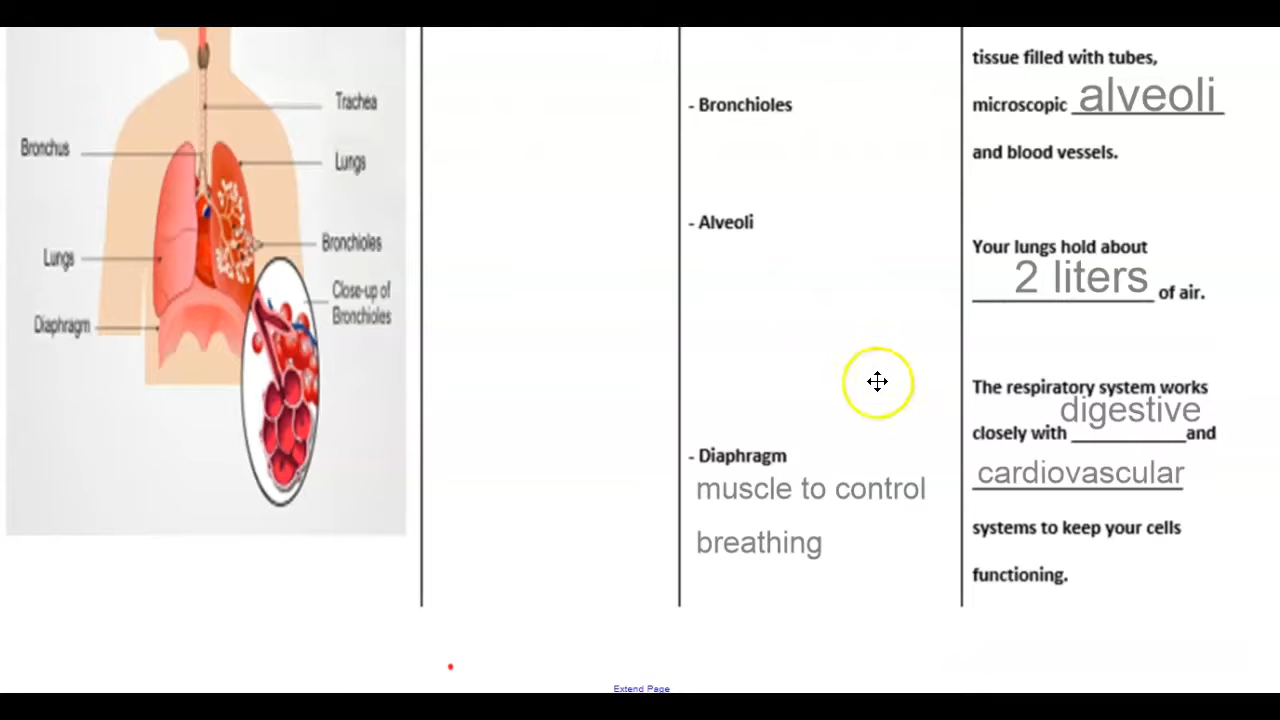 Trachea
Bronchus
Lungs
Bronchioles
Lungs
Close-up of
Bronchioles
Diaphragm
- Bronchioles
- Alveoli
- Diaphragm
muscle to control
breathing
tissue filled with tubes,
microscopic alveoli
and blood vessels.
Your lungs hold about
2 liters of air.
The respiratory system works
closely with digestive and
cardiovascular
systems to keep your cells
functioning.
Extend Page